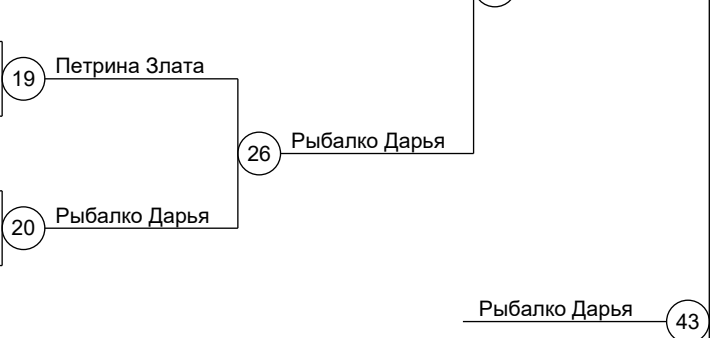 19 Петрина Злата
26 Рыбалко Дарья
20 Рыбалко Дарья
Рыбалко Дарья 43